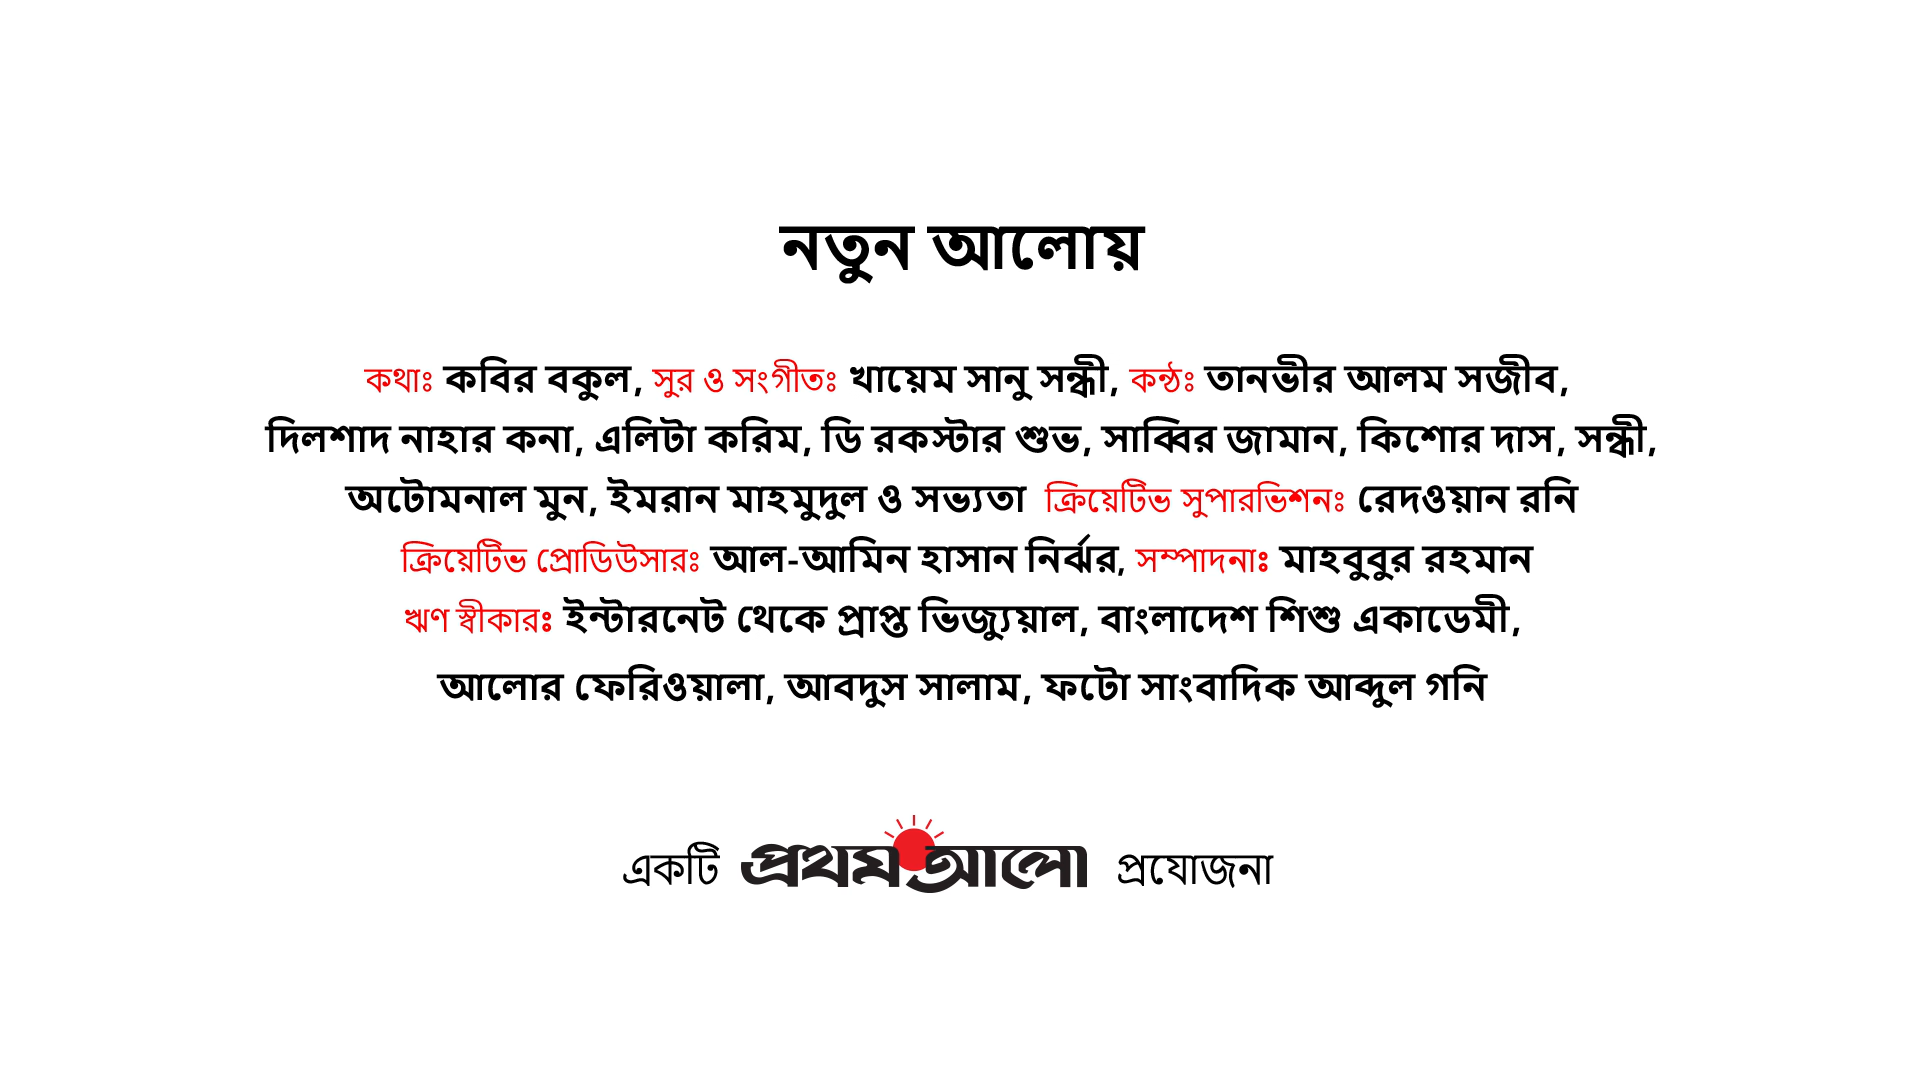 নতুন আলোয়
কথাঃ কবির বকুল, সুর ও সংগীতঃ খায়েম সানু সন্ধী, কন্ঠঃ তানভীর আলম সজীব,
দিলশাদ নাহার কনা, এলিটা করিম, ডি রকস্টার শুভ, সাব্বির জামান, কিশোর দাস, সন্ধী,
অটোমনাল মুন, ইমরান মাহমুদুল ও সভ্যতা ক্রিয়েটিভ সুপারভিশনঃ রেদওয়ান রনি
ক্রিয়েটিভ প্রোডিউসারঃ আল-আমিন হাসান নির্ঝর, সম্পাদনাঃ মাহবুবুর রহমান
ঋণ স্বীকারঃ ইন্টারনেট থেকে প্রাপ্ত ভিজ্যুয়াল, বাংলাদেশ শিশু একাডেমী,
আলোর ফেরিওয়ালা, আবদুস সালাম, ফটো সাংবাদিক আব্দুল গনি
একটি প্রথম আলো প্রযোজনা